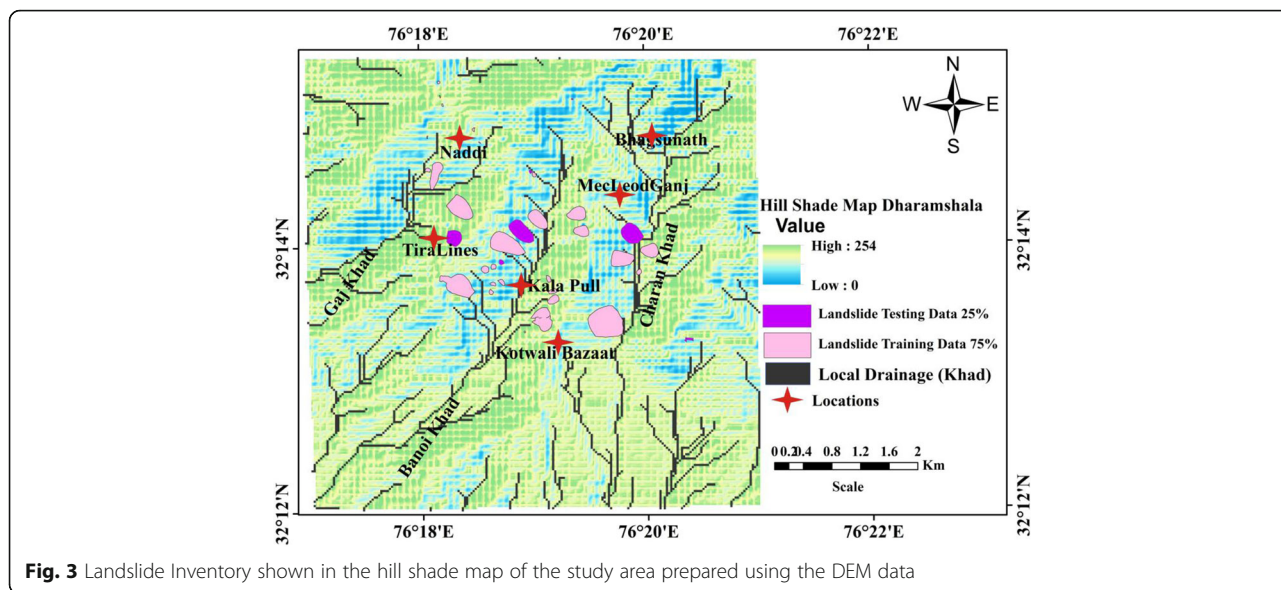 76°18'E 76°20'E 76°22'E
N
W E
S
Naddi
Bhagsunath
MecLeodGanj
Hill Shade Map Dharamshala
Value
High : 254
Low : 0
32°14'N
32°14'N
TiraLines
Gaj Khad
Charan Khad
Kala Pull
Landslide Testing Data 25%
Landslide Training Data 75%
Kotwali Bazaar
Local Drainage (Khad)
Locations
Banoi Khad
0 0.20.4 0.8 1.2 1.6 2
Km
Scale
32°12'N
32°12'N
76°18'E 76°20'E 76°22'E
Fig. 3 Landslide Inventory shown in the hill shade map of the study area prepared using the DEM data